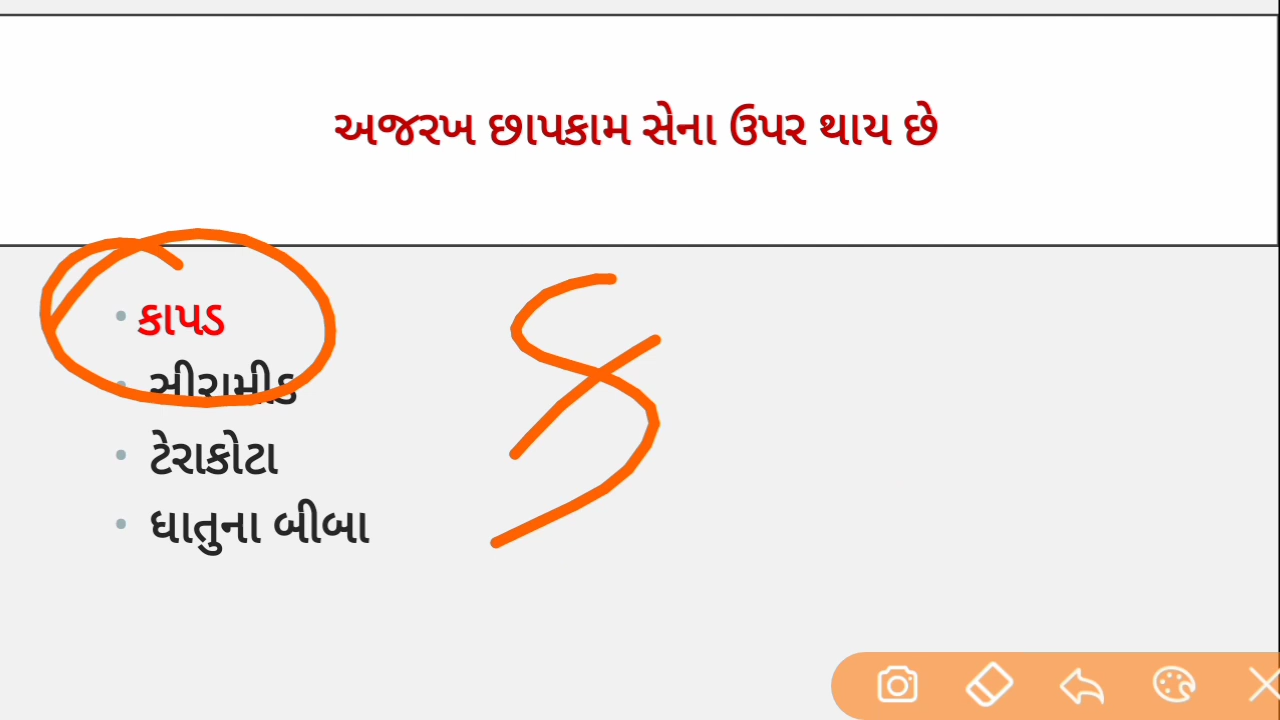 અજરખ છાપકામ સેના ઉપર થાય છે
કાપડ
સીરામીક
ટેરાકોટા
ધાતુના બીબા
ક